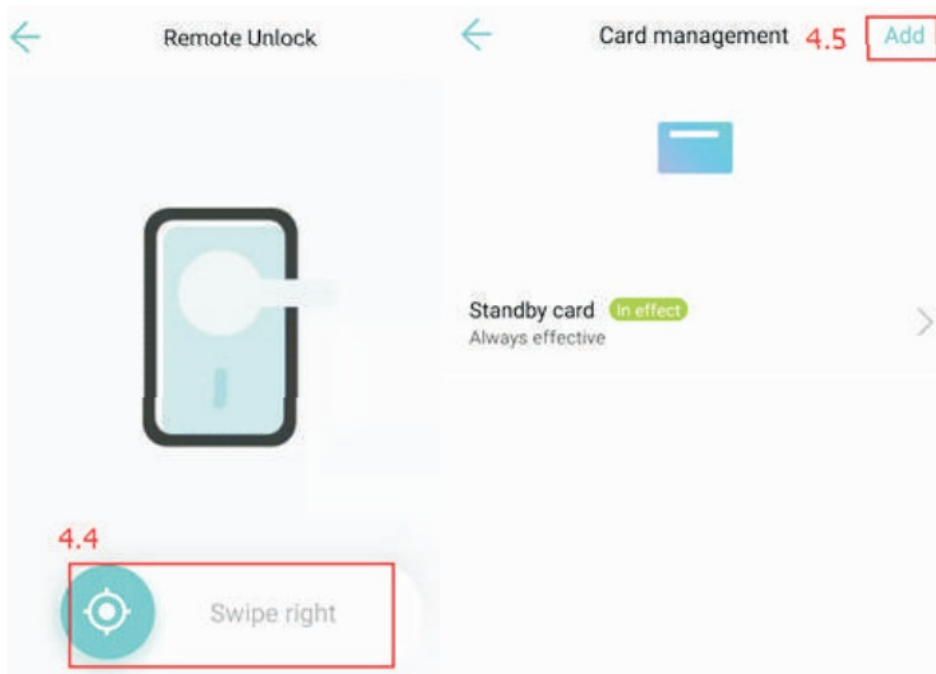 Remote Unlock
4.4
Swipe right
Card management
4.5
Add
Standby card
In effect
Always effective